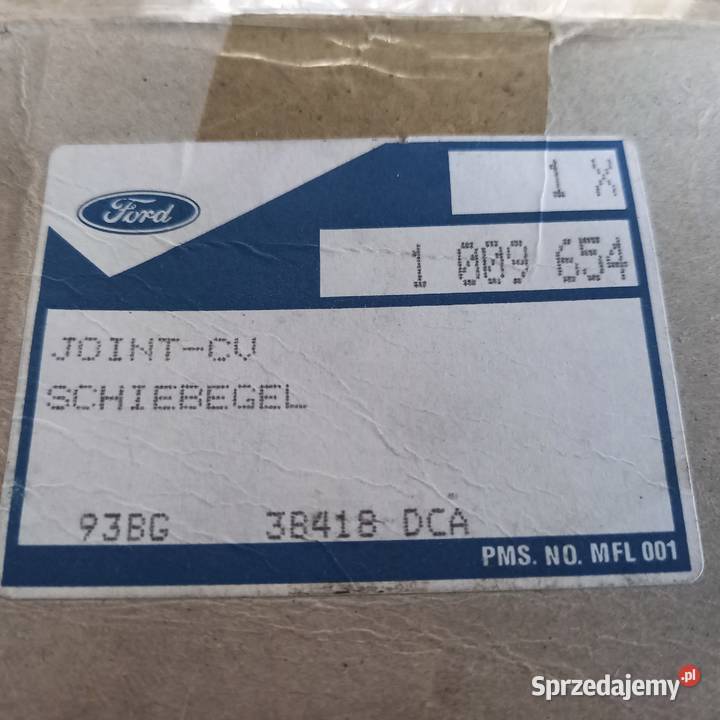 Ford
1 X
1 009 654
JOINT-CV
SCHIEBEGEL
93BG 3B418 DCA
PMS. NO. MFL 001
Sprzedajemy.pl